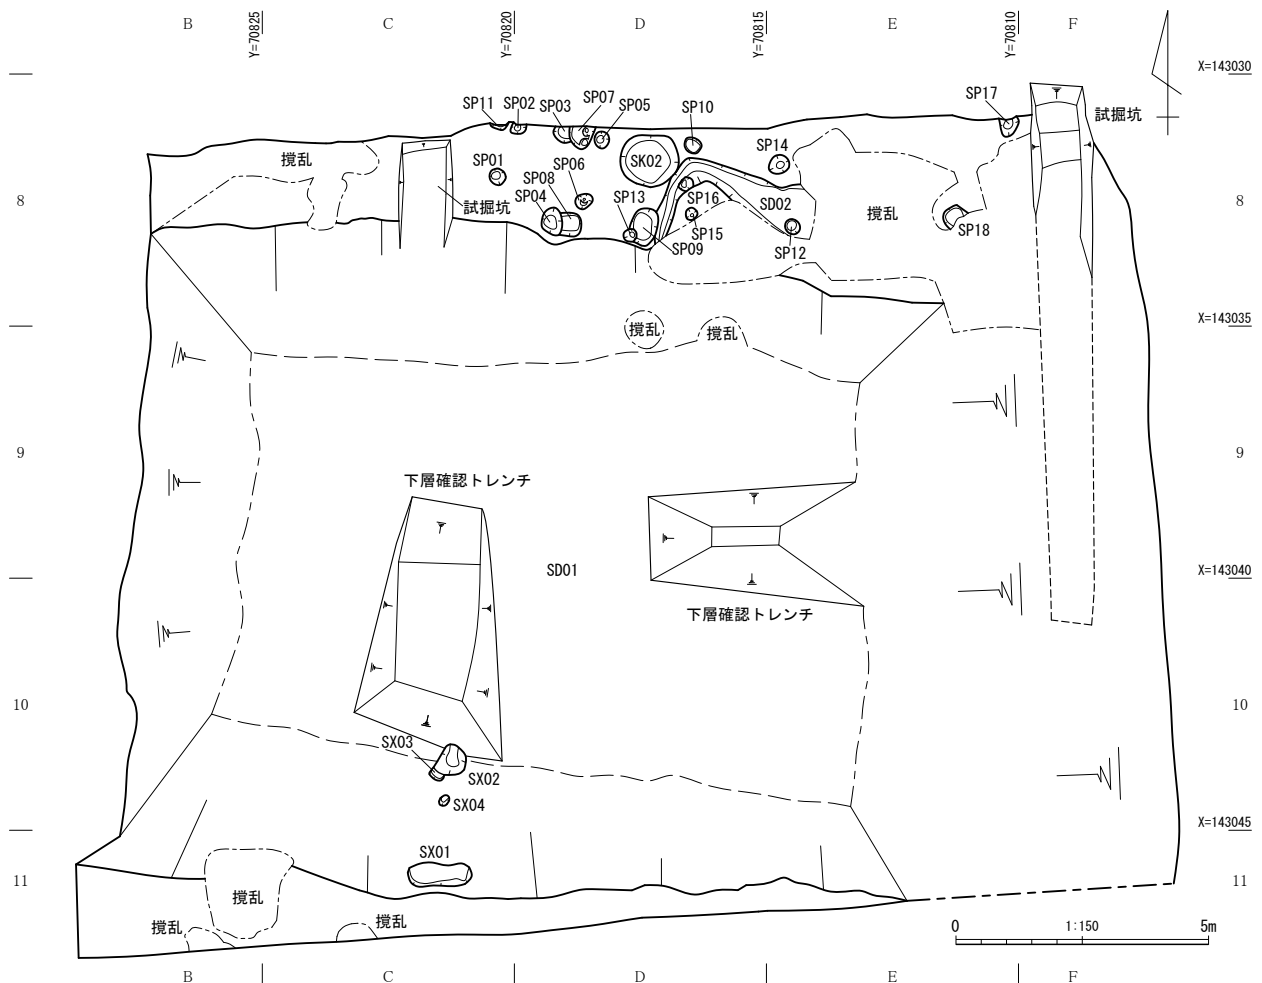 B Y=70825 C Y=70820 D Y=70815 E Y=70810 F
X=143030
SP11 SP02 SP03 SP07 SP05 SP10 SP17 試掘坑
撹乱 SP01 SK02 SP14
SP06
SP08
8 SP04 試掘坑 SP13 SP16 SD02 撹乱 8
SP15 SP18
SP09 SP12
X=143035
撹乱 撹乱
9 9
下層確認トレンチ
SD01 X=143040
下層確認トレンチ
10 10
SX03
SX02
SX04
X=143045
SX01
11 11
撹乱
撹乱 撹乱
0 1:150 5m
B C D E F